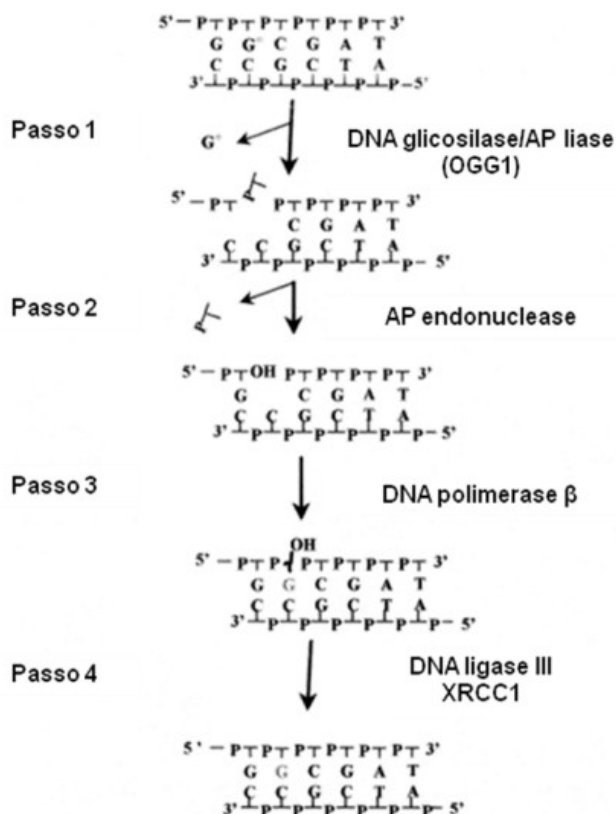 5'– P P P P P P P 3'
G G* C G A T
C C G C T A
3' P P P P P P–5'
Passo 1
G*
DNA glicosilase/AP liase
(OGG1)
5' – P P P P P P P 3'
C G A T
C C G C T A
3' P P P P P P – 5'
Passo 2
P
AP endonuclease
5'– P OH P P P P P 3'
G C G A T
C C G C T A
3' P P P P P P–5'
Passo 3
DNA polimerase β
OH
5' – P P P P P P P 3'
G G C G A T
C C G C T A
3' P P P P P P – 5'
Passo 4
DNA ligase III
XRCC1
5' – P P P P P P P 3'
G G C G A T
C C G C T A
3' P P P P P P – 5'